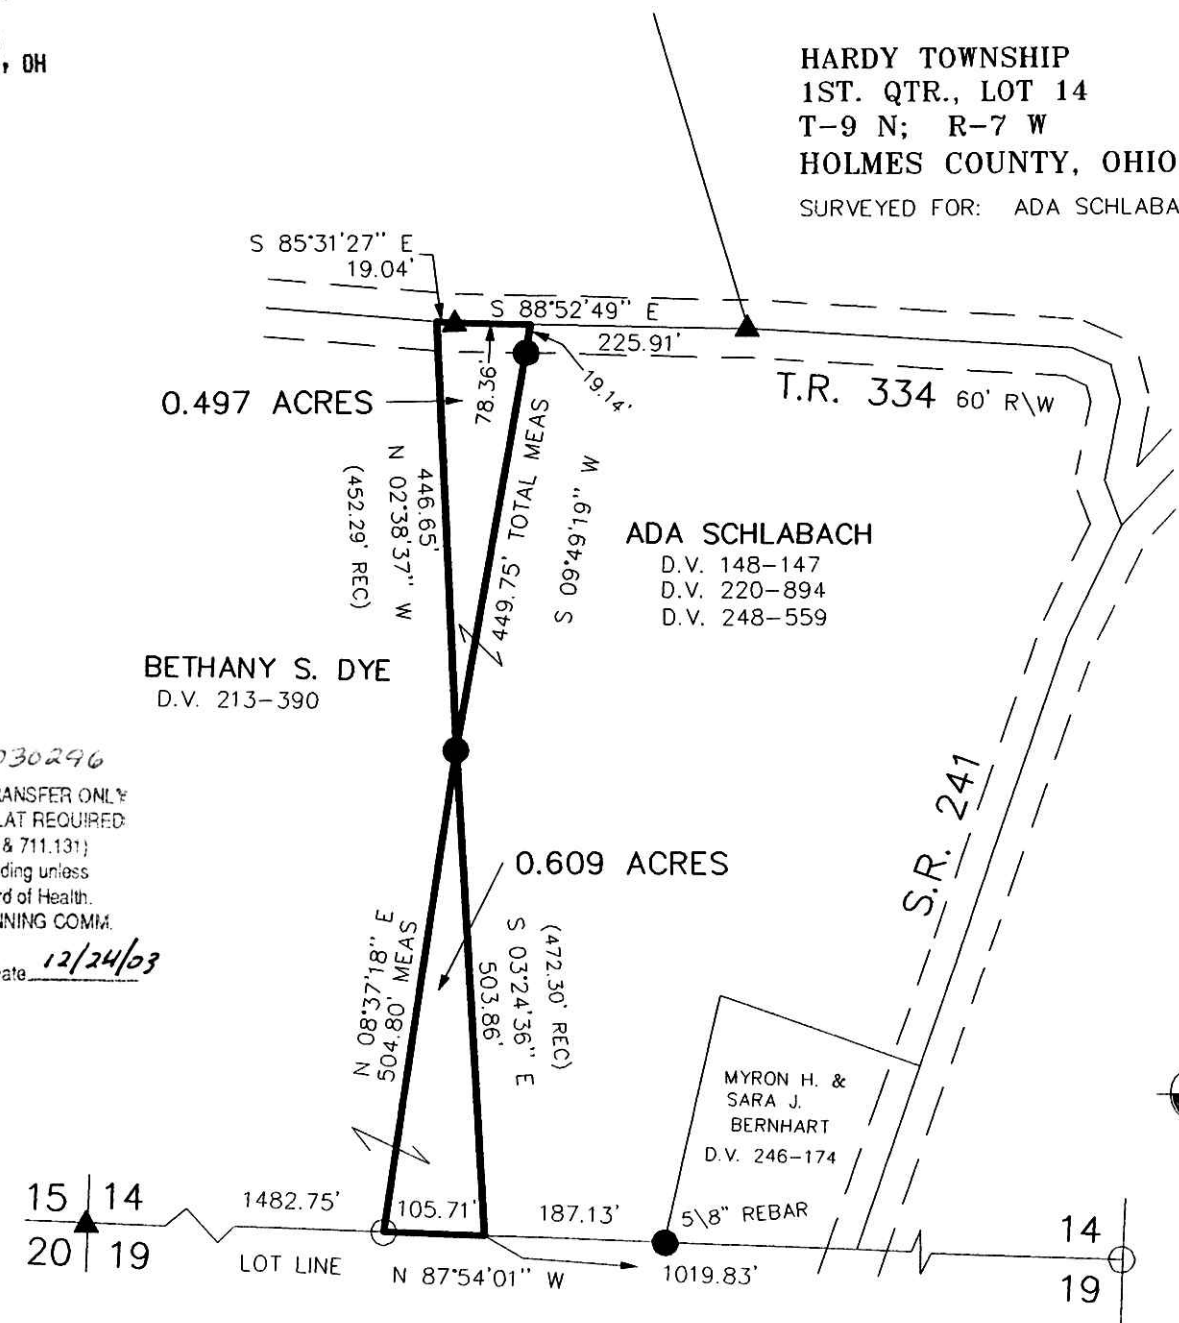 , OH
HARDY TOWNSHIP
1ST. QTR., LOT 14
T-9 N; R-7 W
HOLMES COUNTY, OHIO
SURVEYED FOR: ADA SCHLABA
S 85°31'27" E
19.04'
S 88°52'49" E
225.91'
78.36'
19.14'
T.R. 334 60' R\W
0.497 ACRES
446.65'
N 02°38'37" W
(452.29' REC)
449.75' TOTAL MEAS
S 09°49'19" W
ADA SCHLABACH
D.V. 148-147
D.V. 220-894
D.V. 248-559
BETHANY S. DYE
D.V. 213-390
030296
ANSFER ONLY
LAT REQUIRED
& 711.131)
ding unless
rd of Health.
NNING COMM.
ate 12/24/03
S.R. 241
0.609 ACRES
N 08°37'18" E
504.80' MEAS
(472.30' REC)
S 03°24'36" E
503.86'
MYRON H. &
SARA J.
BERNHART
D.V. 246-174
15 14
20 19
1482.75'
105.71'
187.13'
5\8" REBAR
LOT LINE
N 87°54'01" W
1019.83'
14
19